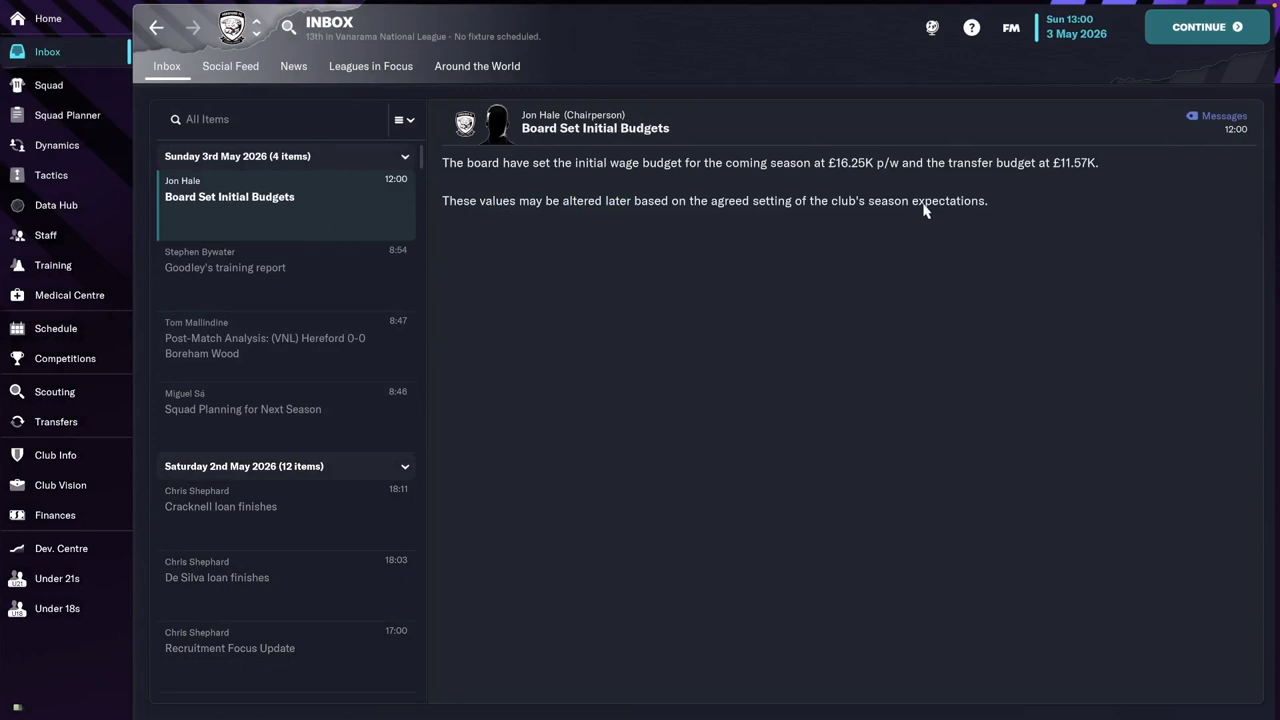 Home
Inbox
Squad
Squad Planner
Dynamics
Tactics
Data Hub
Staff
Training
Medical Centre
Schedule
Competitions
Scouting
Transfers
Club Info
Club Vision
Finances
Dev. Centre
U21
Under 21s
U18
Under 18s
INBOX
13th in Vanarama National League - No fixture scheduled.
?
FM
Sun 13:00
3 May 2026
CONTINUE
Inbox
Social Feed
News
Leagues in Focus
Around the World
All Items
Sunday 3rd May 2026 (4 items)
Jon Hale
12:00
Board Set Initial Budgets
Stephen Bywater
8:54
Goodley's training report
Tom Mallindine
8:47
Post-Match Analysis: (VNL) Hereford 0-0
Boreham Wood
Miguel Sá
8:46
Squad Planning for Next Season
Saturday 2nd May 2026 (12 items)
Chris Shephard
18:11
Cracknell loan finishes
Chris Shephard
18:03
De Silva loan finishes
Chris Shephard
17:00
Recruitment Focus Update
Jon Hale (Chairperson)
Board Set Initial Budgets
Messages
12:00
The board have set the initial wage budget for the coming season at £16.25K p/w and the transfer budget at £11.57K.
These values may be altered later based on the agreed setting of the club's season expectations.